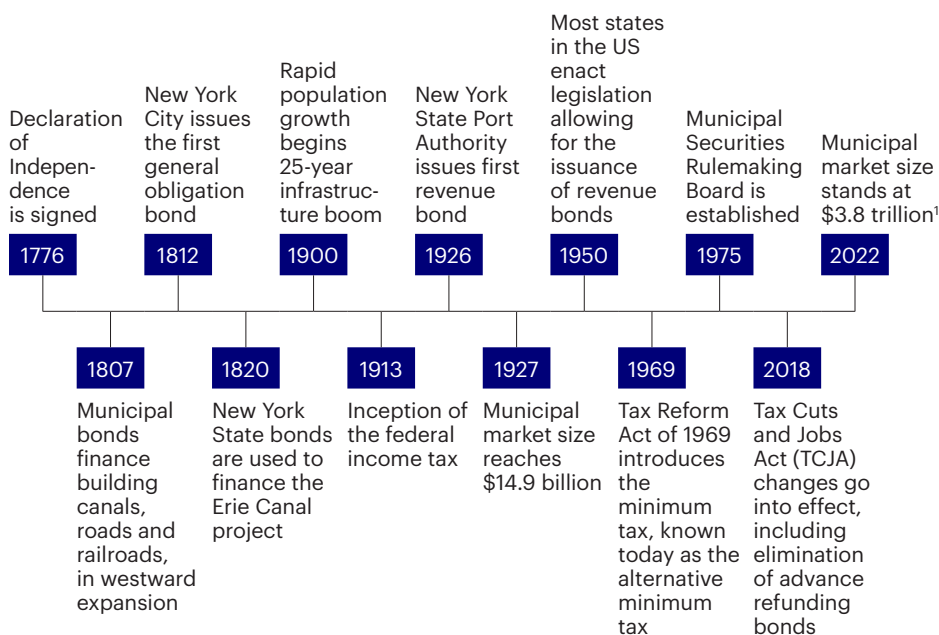 Declaration
of
Indepen-
dence
is signed
1776
Municipal
bonds
finance
building
canals,
roads and
railroads,
in westward
expansion
1807
New York
City issues
the first
general
obligation
bond
1812
1820
New York
State bonds
are used to
finance the
Erie Canal
project
Rapid
population
growth
begins
25-year
infrastruc-
ture boom
1900
1913
Inception of
the federal
income tax
New York
State Port
Authority
issues first
revenue
bond
1926
1927
Municipal
market size
reaches
$14.9 billion
Most states
in the US
enact
legislation
allowing
for the
issuance
of revenue
bonds
1950
1969
Tax Reform
Act of 1969
introduces
the
minimum
tax, known
today as the
alternative
minimum
tax
Municipal
Securities
Rulemaking
Board is
established
1975
2018
Tax Cuts
and Jobs
Act (TCJA)
changes go
into effect,
including
elimination
of advance
refunding
bonds
Municipal
market size
stands at
$3.8 trillion¹
2022